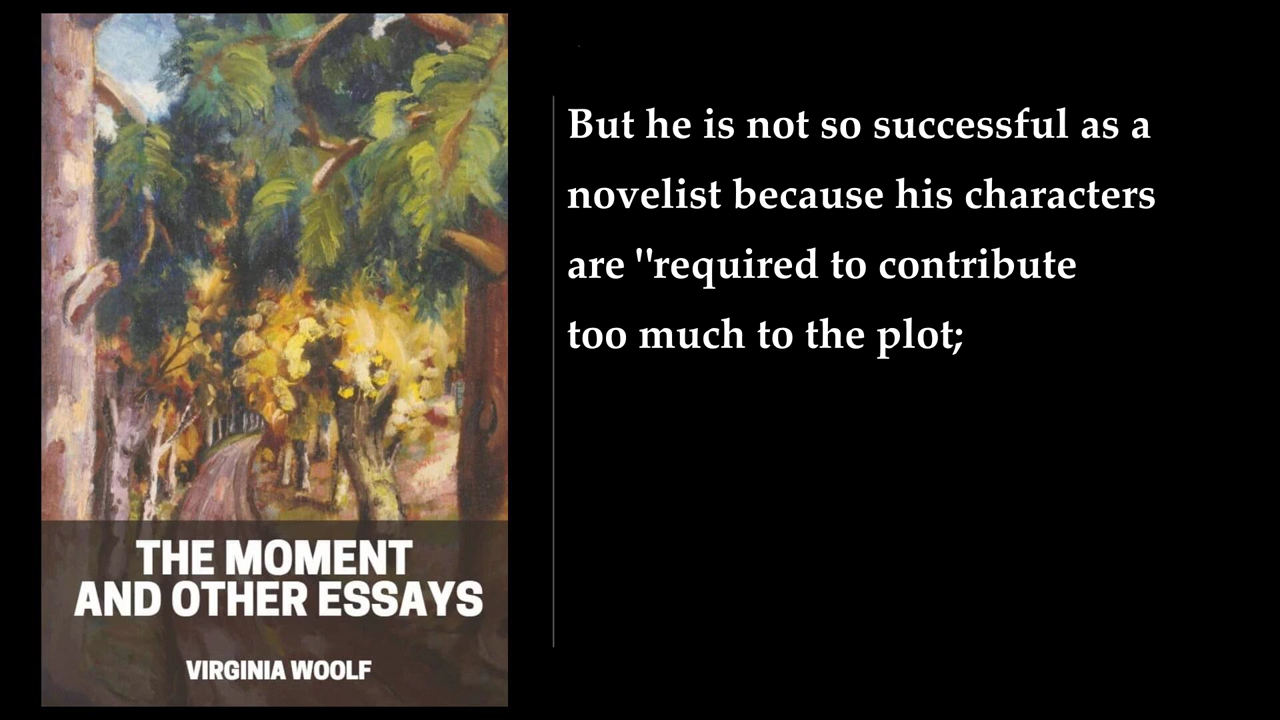 THE MOMENT
AND OTHER ESSAYS
VIRGINIA WOOLF
But he is not so successful as a
novelist because his characters
are "required to contribute
too much to the plot;